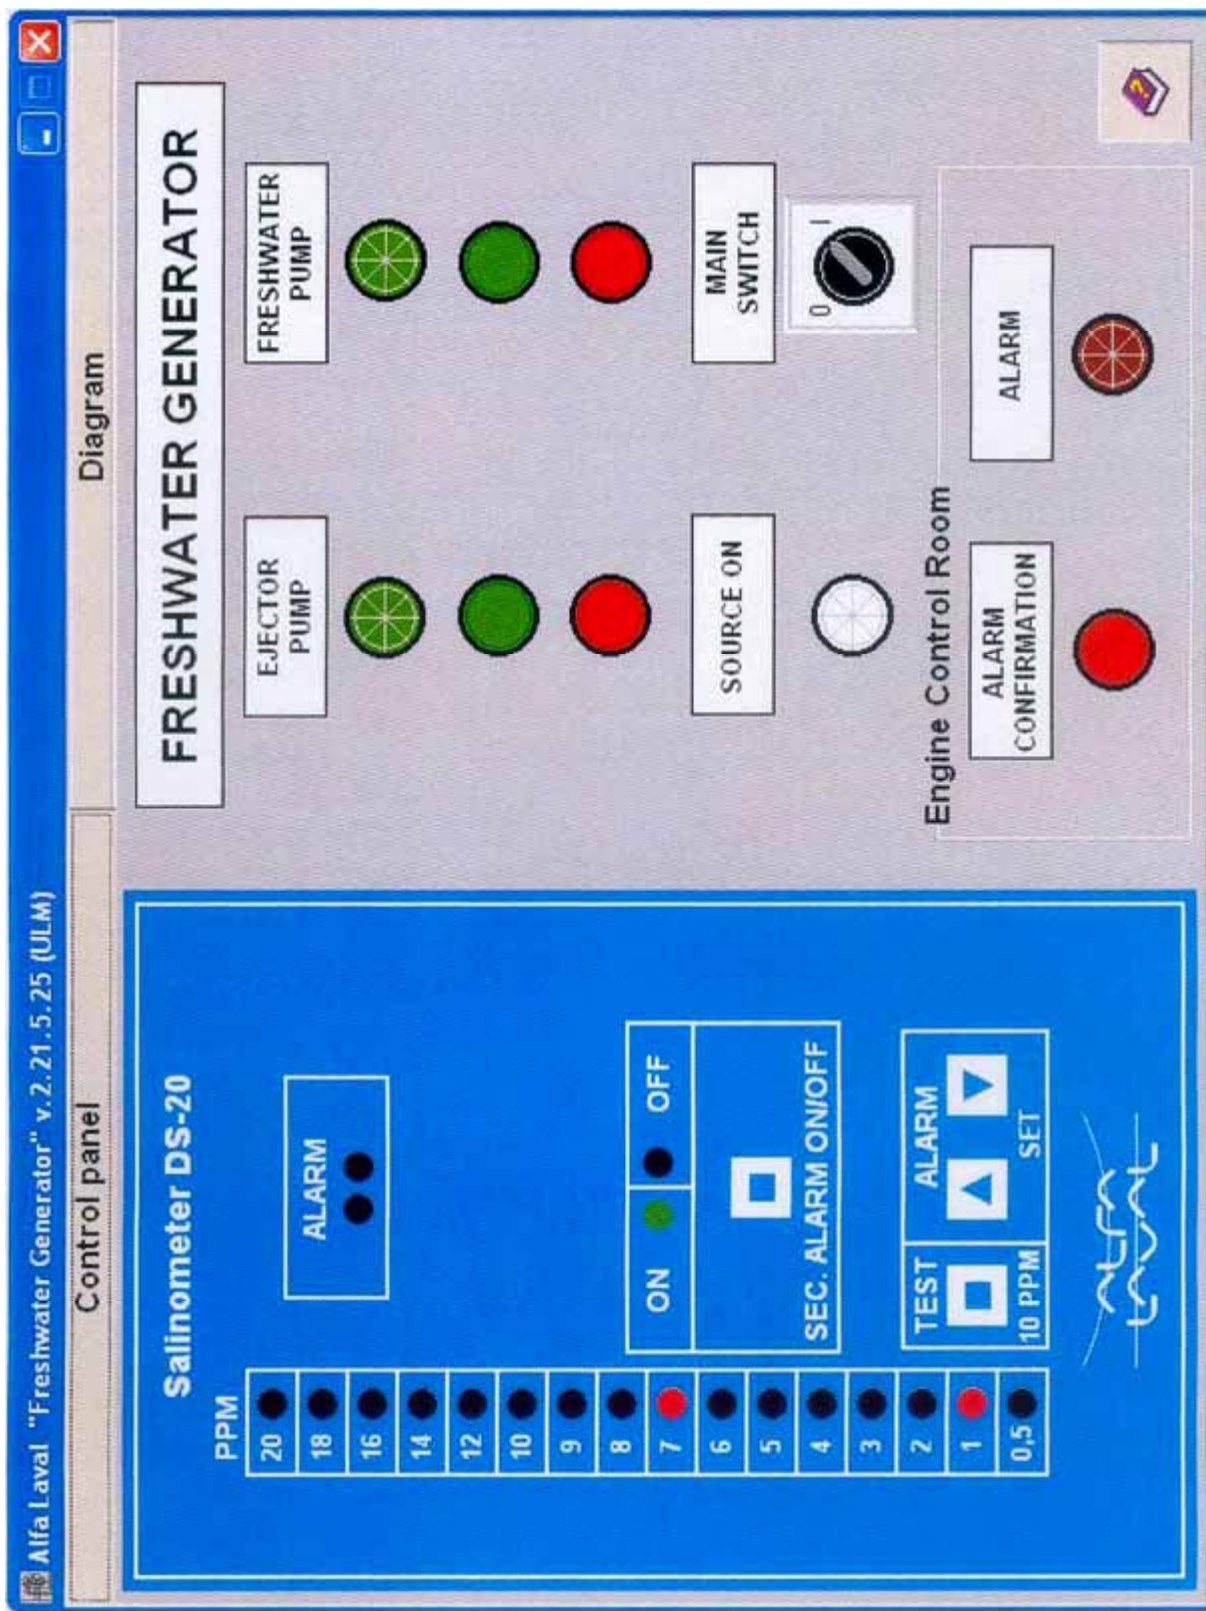 Alfa Laval "Freshwater Generator" v.2.21.5.25 (ULM)
Control panel
Diagram
Salinometer DS-20
PPM
20
18
16
14
12
10
9
8
7
6
5
4
3
2
1
0,5
ALARM
ON
OFF
SEC. ALARM ON/OFF
TEST
ALARM
10 PPM
SET
ALFA
LAVAL
FRESHWATER GENERATOR
EJECTOR
PUMP
FRESHWATER
PUMP
SOURCE ON
MAIN
SWITCH
0
I
Engine Control Room
ALARM
CONFIRMATION
ALARM
?